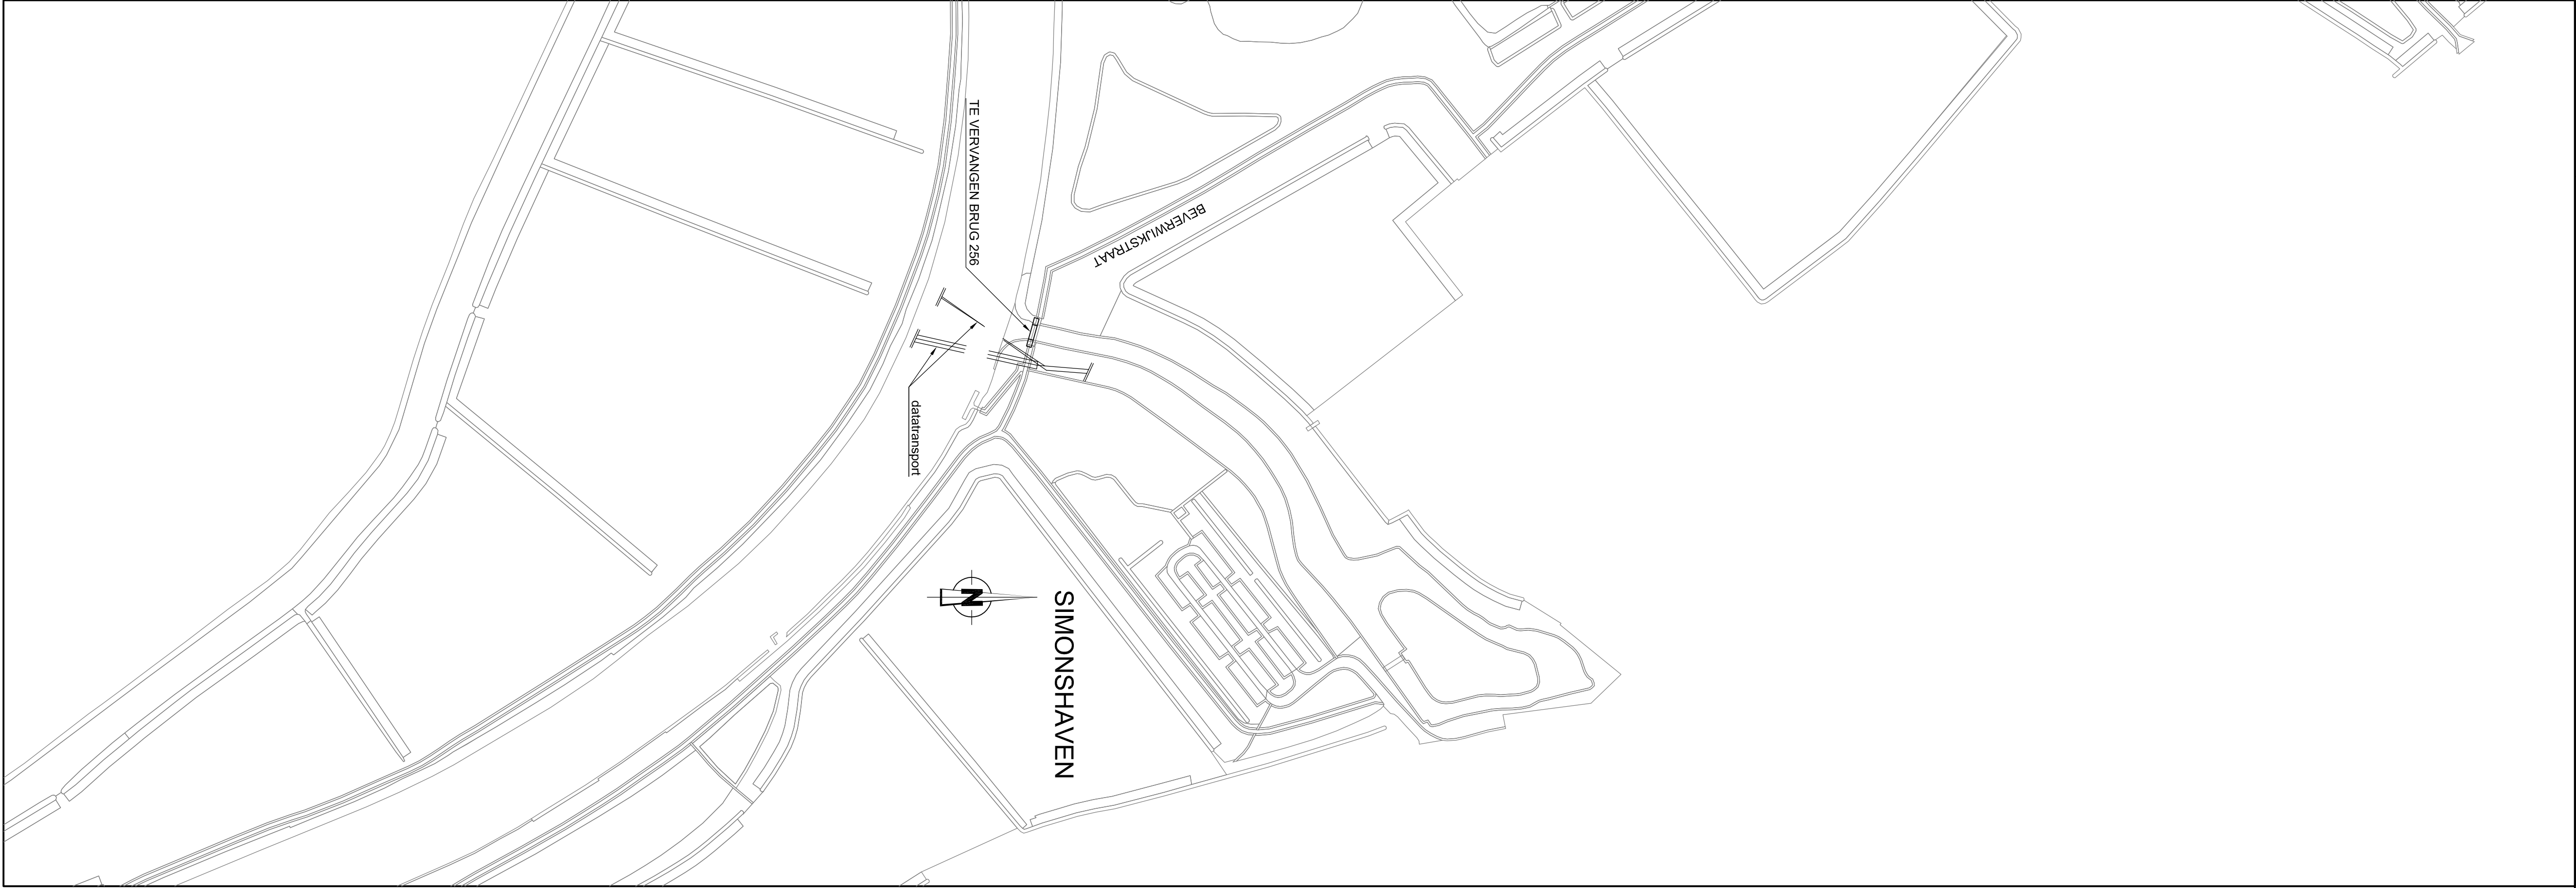 TE VERVANGEN BRUG 256
BEVERWIJKSTRAAT
datatransport
N
SIMONSHAVEN